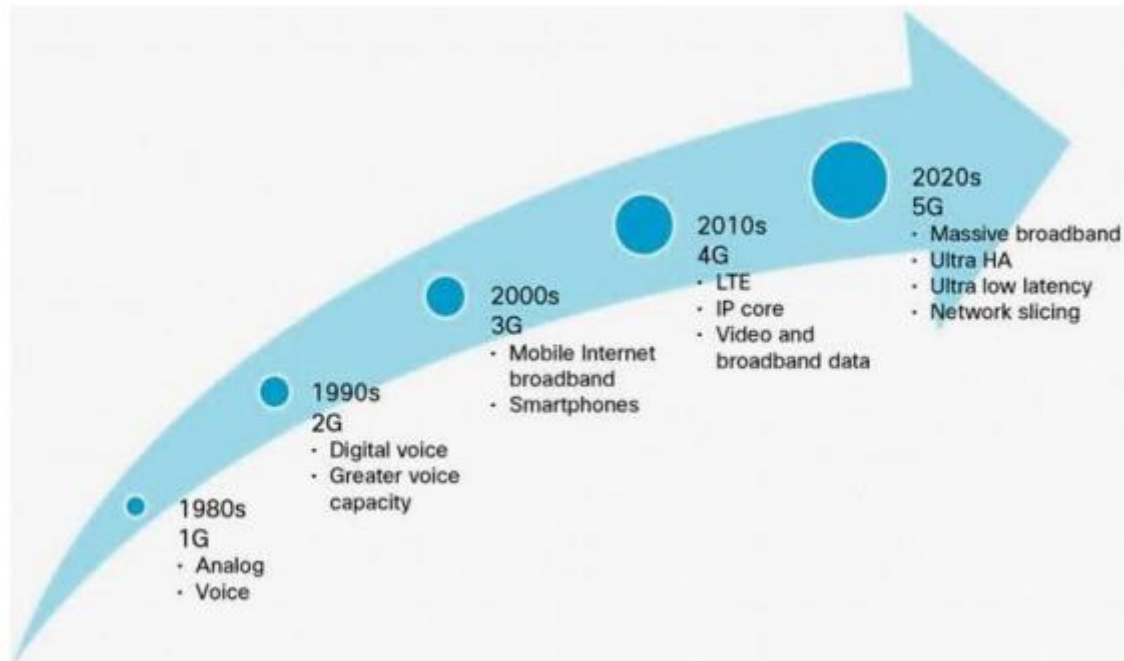 1980s
1G
· Analog
· Voice
1990s
2G
· Digital voice
· Greater voice
capacity
2000s
3G
· Mobile Internet
broadband
· Smartphones
2010s
4G
· LTE
· IP core
· Video and
broadband data
2020s
5G
· Massive broadband
· Ultra HA
· Ultra low latency
· Network slicing